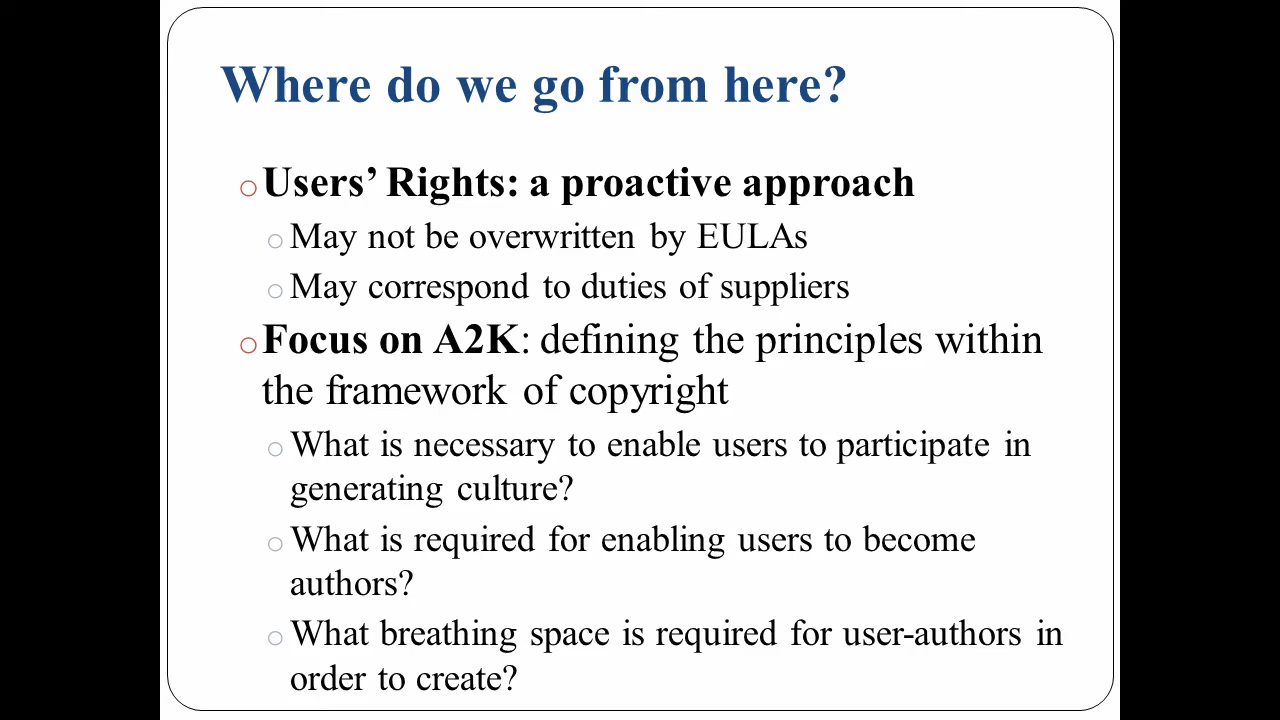 Where do we go from here?
Users’ Rights: a proactive approach
May not be overwritten by EULAs
May correspond to duties of suppliers
Focus on A2K: defining the principles within
the framework of copyright
What is necessary to enable users to participate in
generating culture?
What is required for enabling users to become
authors?
What breathing space is required for user-authors in
order to create?